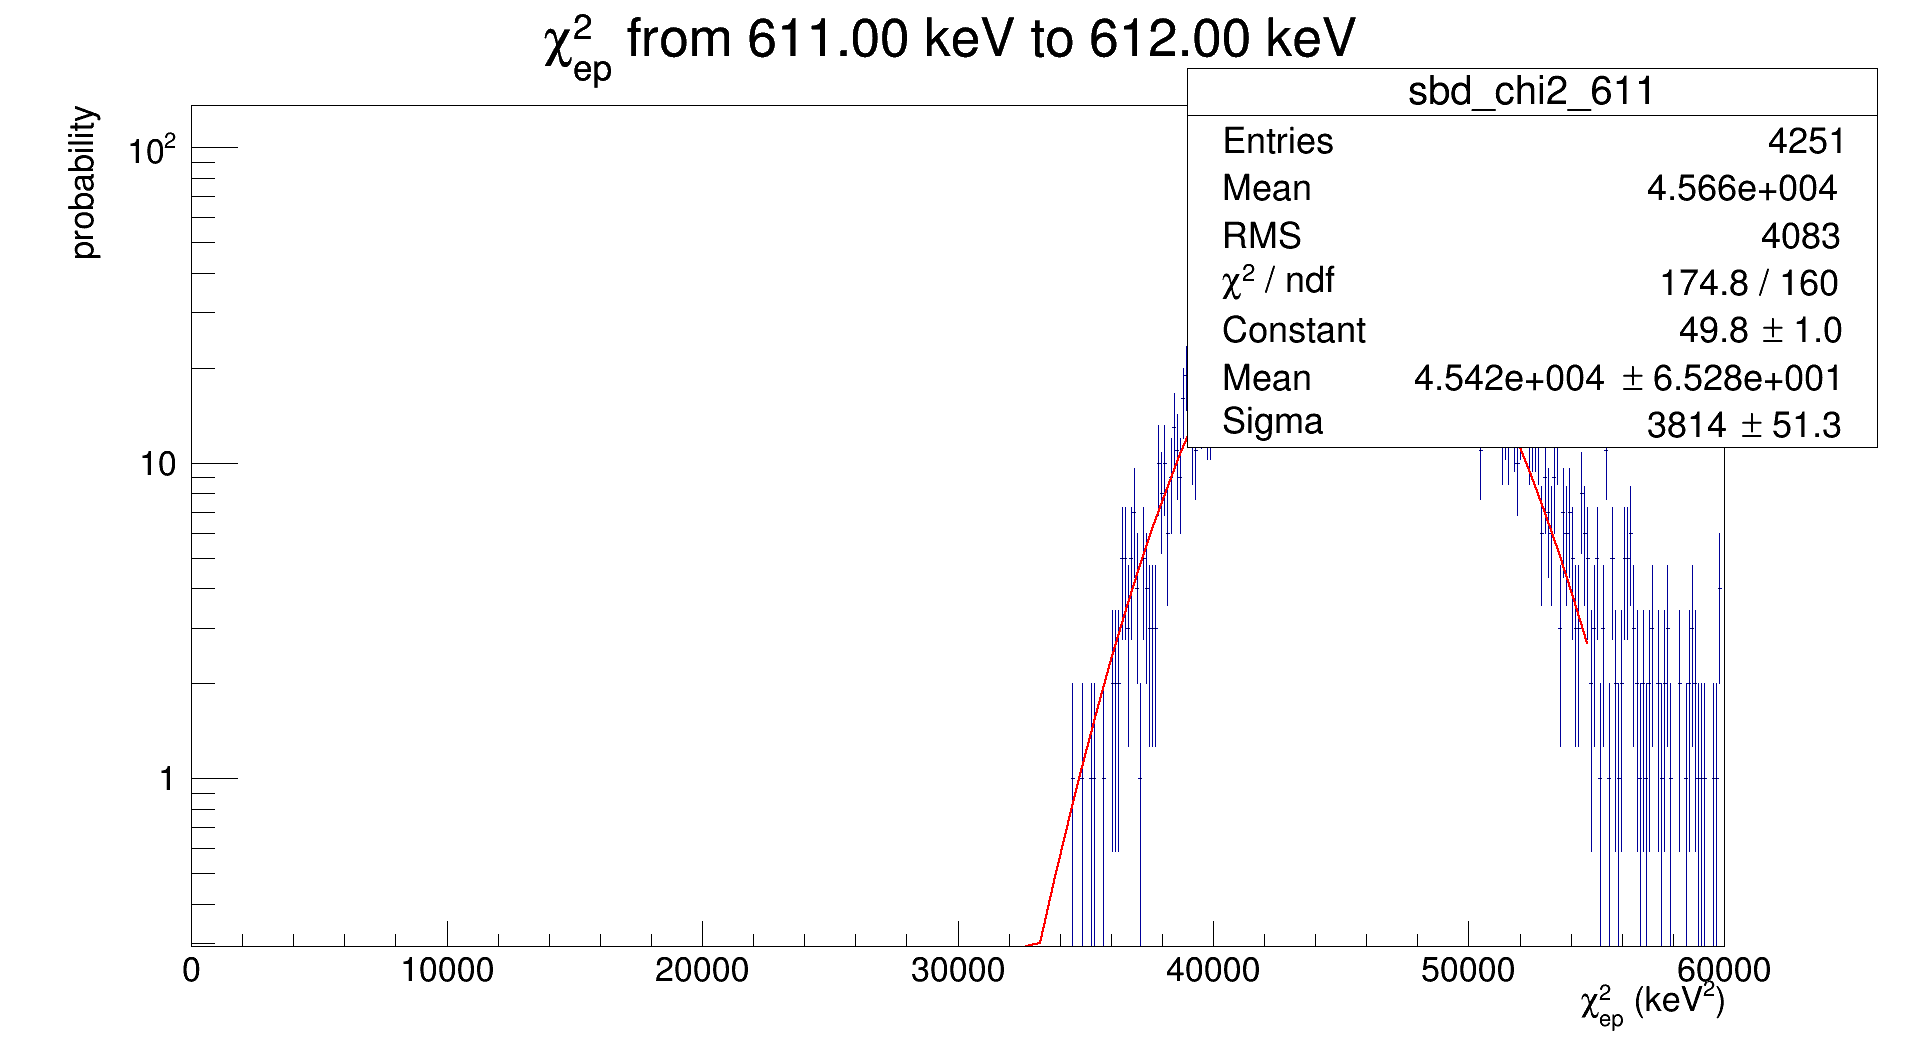 χ²ep from 611.00 keV to 612.00 keV
sbd_chi2_611
Entries 4251
Mean 4.566e+004
RMS 4083
χ² / ndf 174.8 / 160
Constant 49.8 ± 1.0
Mean 4.542e+004 ± 6.528e+001
Sigma 3814 ± 51.3
probability
10²
10
1
0 10000 20000 30000 40000 50000 60000
χ²ep (keV²)